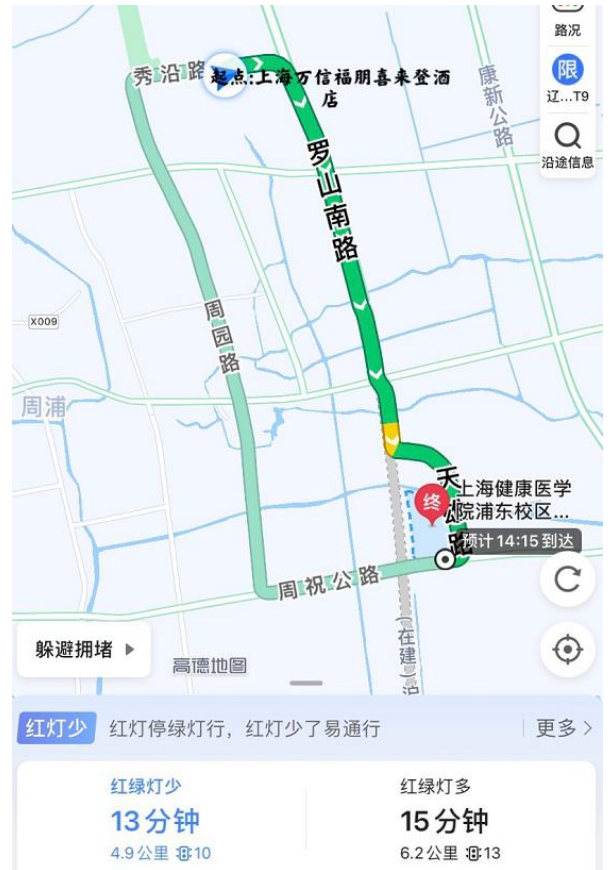 路况
限
辽...T9
沿途信息
秀沿路
起点:上海万信福朋喜来登酒
店
康新公路
罗山南路
X009
周园路
周浦
天雄路
终
上海健康医学
院浦东校区...
预计14:15到达
周祝公路
(在建)沪
躲避拥堵
高德地图
红灯少
红灯停绿灯行，红灯少了易通行
更多
红绿灯少
红绿灯多
13分钟
15分钟
4.9公里 10
6.2公里 13